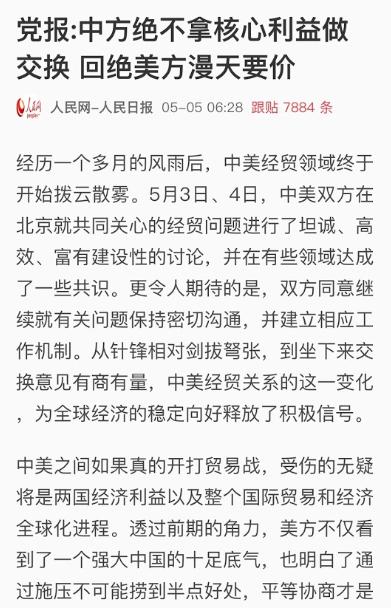 党报:中方绝不拿核心利益做
交换 回绝美方漫天要价
人民网-人民日报 05-05 06:28 跟贴 7884 条
经历一个多月的风雨后，中美经贸领域终于
开始拨云散雾。5月3日、4日，中美双方在
北京就共同关心的经贸问题进行了坦诚、高
效、富有建设性的讨论，并在有些领域达成
了一些共识。更令人期待的是，双方同意继
续就有关问题保持密切沟通，并建立相应工
作机制。从针锋相对剑拔弩张，到坐下来交
换意见有商有量，中美经贸关系的这一变化
，为全球经济的稳定向好释放了积极信号。
中美之间如果真的开打贸易战，受伤的无疑
将是两国经济利益以及整个国际贸易和经济
全球化进程。透过前期的角力，美方不仅看
到了一个强大中国的十足底气，也明白了通
过施压不可能捞到半点好处，平等协商才是